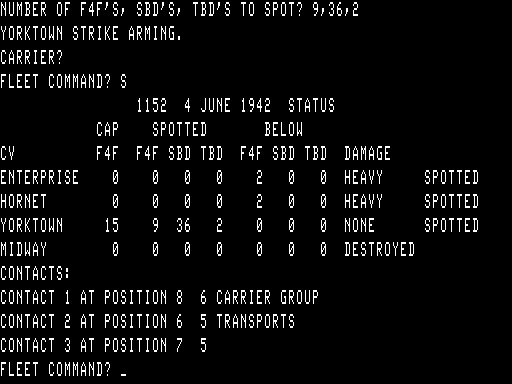 NUMBER OF F4F'S, SBD'S, TBD'S TO SPOT? 9,36,2
YORKTOWN STRIKE ARMING.
CARRIER?
FLEET COMMAND? S
1152 4 JUNE 1942 STATUS
CAP SPOTTED BELOW
CV F4F F4F SBD TBD F4F SBD TBD DAMAGE
ENTERPRISE 0 0 0 0 2 0 0 HEAVY SPOTTED
HORNET 0 0 0 0 2 0 0 HEAVY SPOTTED
YORKTOWN 15 9 36 2 0 0 0 NONE SPOTTED
MIDWAY 0 0 0 0 0 0 0 DESTROYED
CONTACTS:
CONTACT 1 AT POSITION 8 6 CARRIER GROUP
CONTACT 2 AT POSITION 6 5 TRANSPORTS
CONTACT 3 AT POSITION 7 5
FLEET COMMAND? _